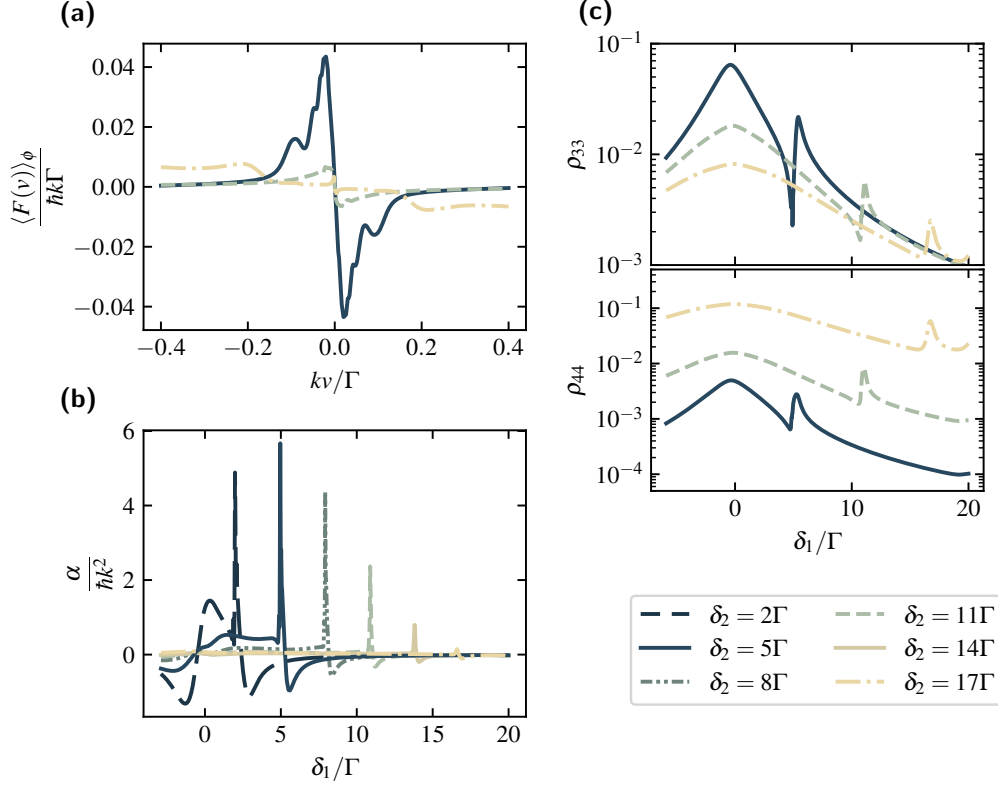 (a)
⟨F(v)⟩ϕ
ħkΓ
0.04
0.02
0.00
−0.02
−0.04
−0.4
−0.2
0.0
0.2
0.4
kv/Γ
(b)
α
ħk²
6
4
2
0
0
5
10
15
20
δ₁/Γ
(c)
ρ₃₃
10⁻¹
10⁻²
10⁻³
ρ₄₄
10⁻¹
10⁻²
10⁻³
10⁻⁴
0
10
20
δ₁/Γ
δ₂ = 2Γ
δ₂ = 5Γ
δ₂ = 8Γ
δ₂ = 11Γ
δ₂ = 14Γ
δ₂ = 17Γ